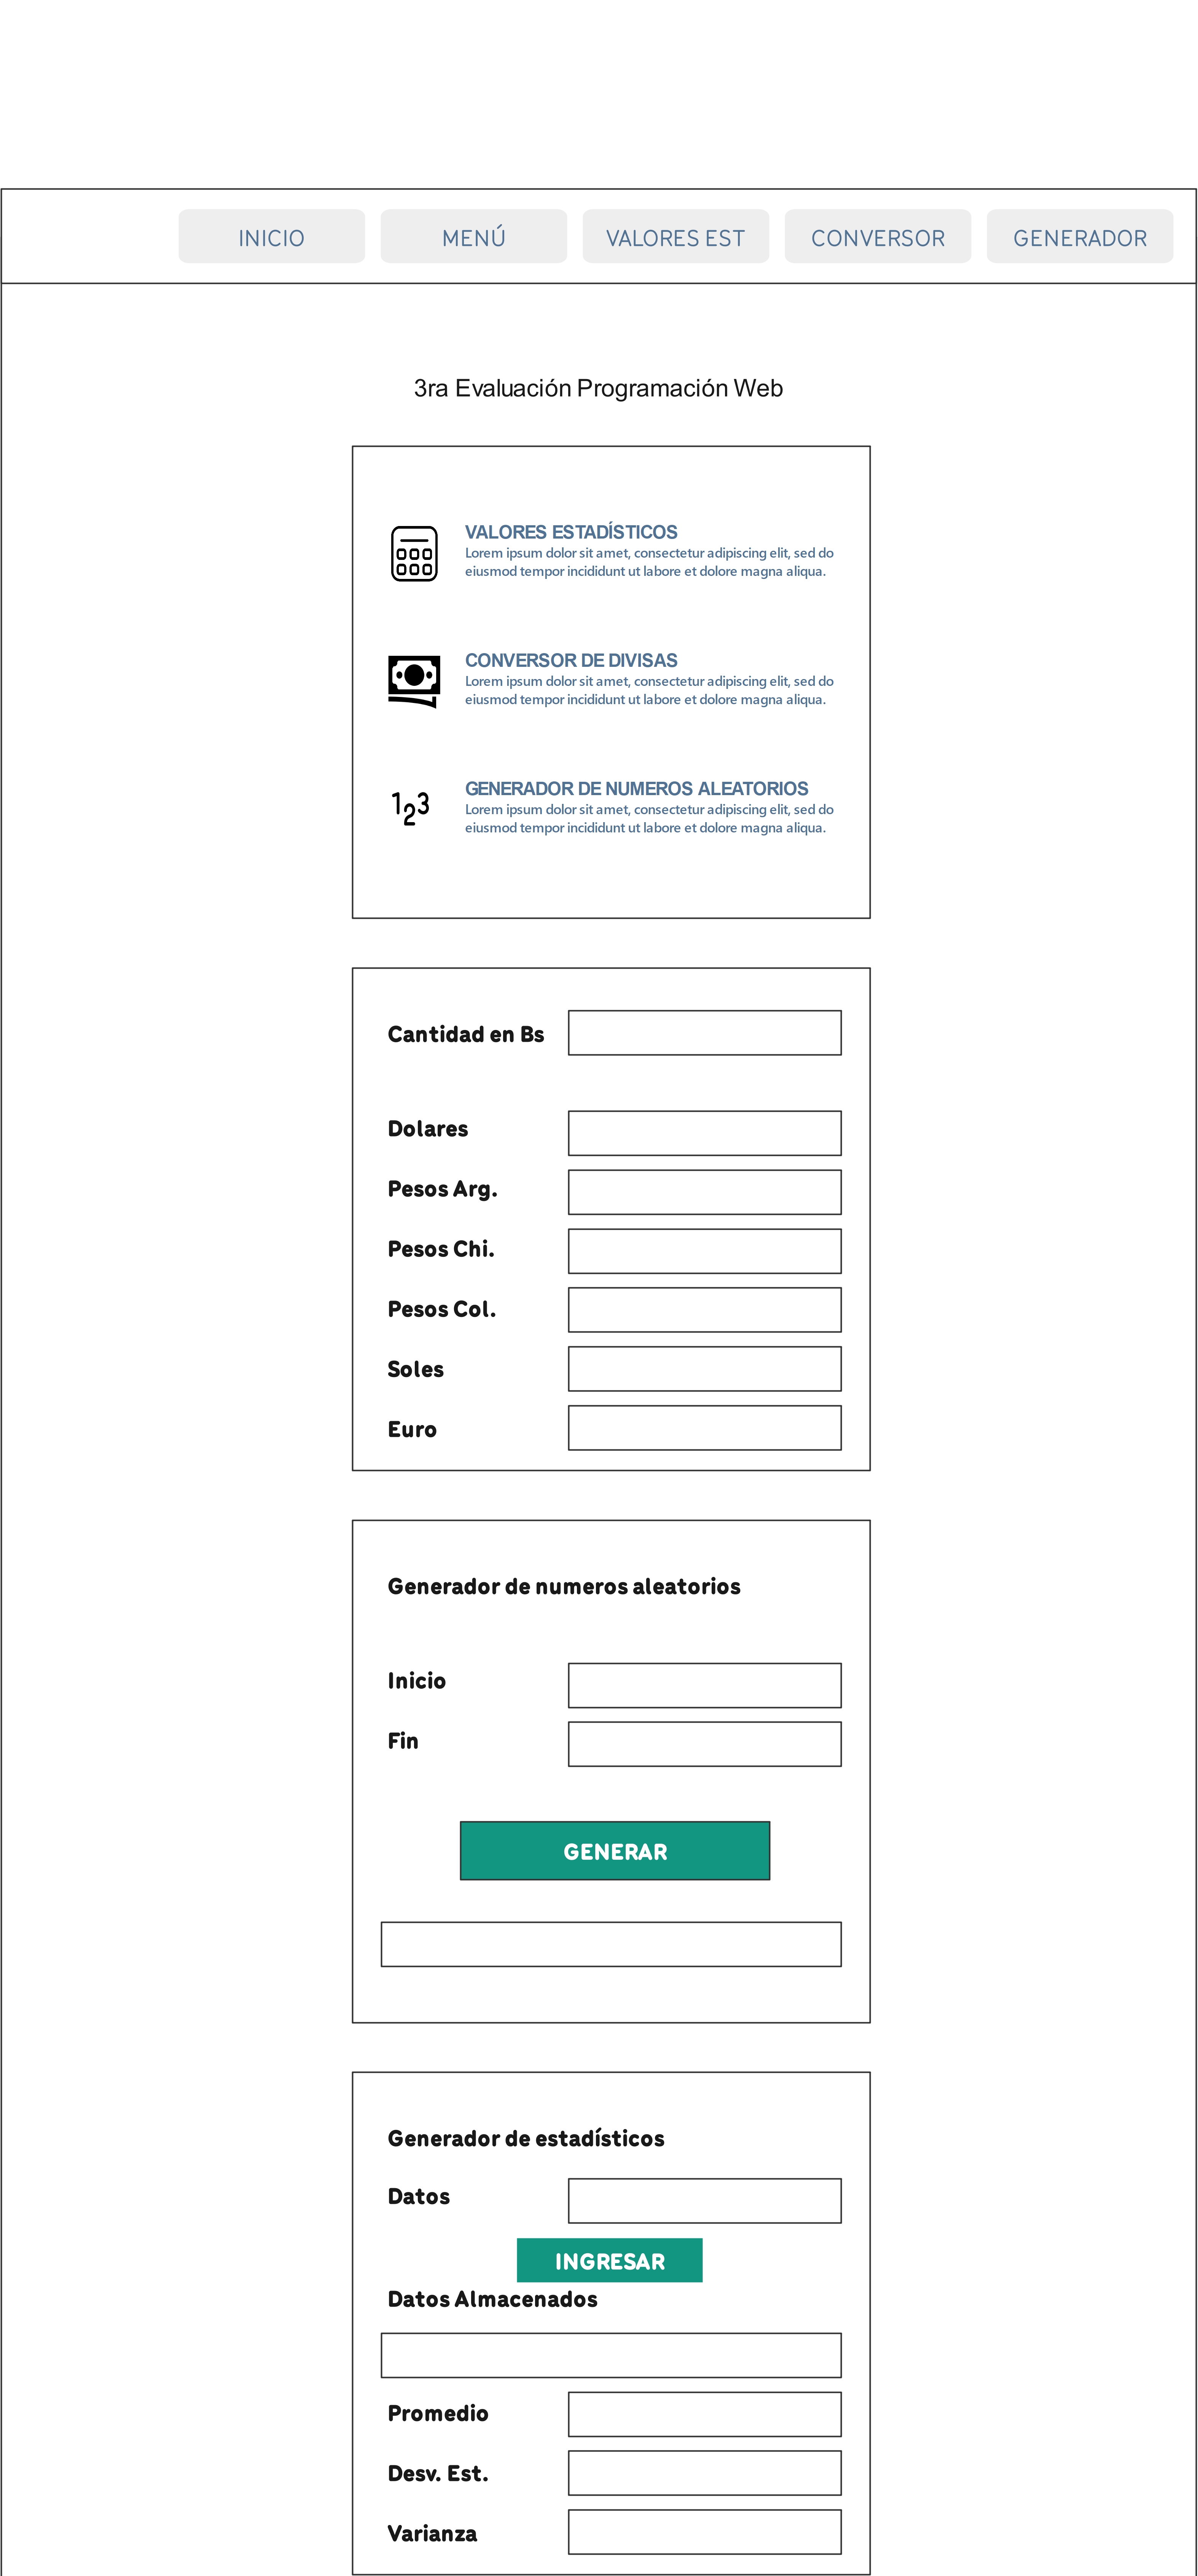 INICIO
MENÚ
VALORES EST
CONVERSOR
GENERADOR
3ra Evaluación Programación Web
VALORES ESTADÍSTICOS
Lorem ipsum dolor sit amet, consectetur adipiscing elit, sed do
eiusmod tempor incididunt ut labore et dolore magna aliqua.
CONVERSOR DE DIVISAS
Lorem ipsum dolor sit amet, consectetur adipiscing elit, sed do
eiusmod tempor incididunt ut labore et dolore magna aliqua.
123
GENERADOR DE NUMEROS ALEATORIOS
Lorem ipsum dolor sit amet, consectetur adipiscing elit, sed do
eiusmod tempor incididunt ut labore et dolore magna aliqua.
Cantidad en Bs
Dolares
Pesos Arg.
Pesos Chi.
Pesos Col.
Soles
Euro
Generador de numeros aleatorios
Inicio
Fin
GENERAR
Generador de estadísticos
Datos
INGRESAR
Datos Almacenados
Promedio
Desv. Est.
Varianza